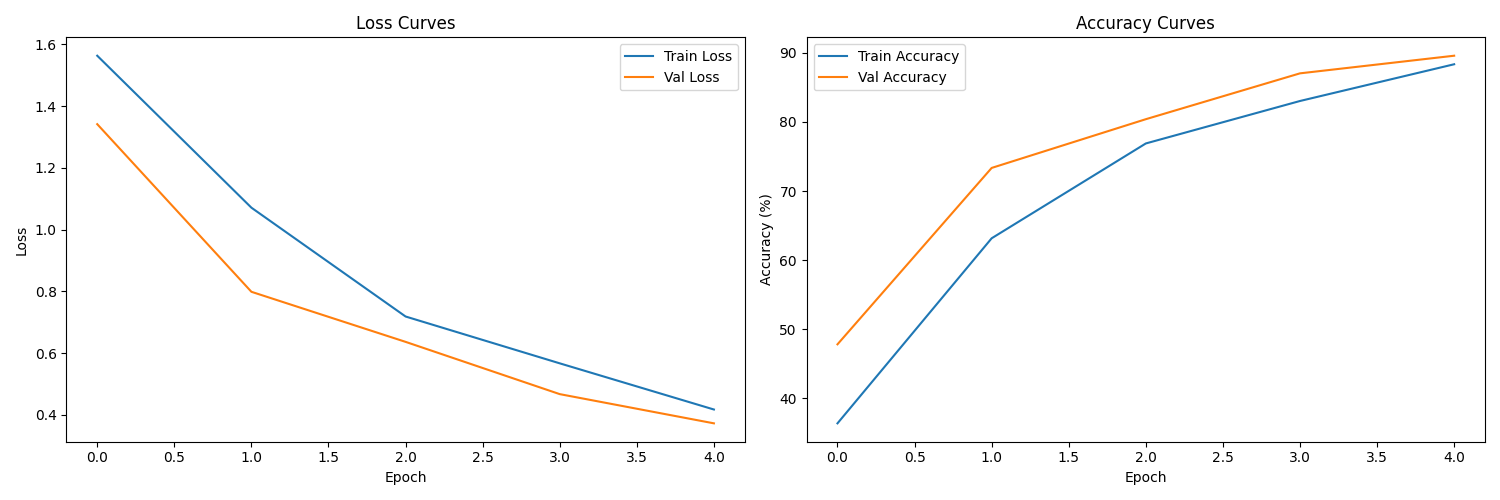 Loss Curves
Train Loss
Val Loss
1.6
1.4
1.2
1.0
0.8
0.6
0.4
Loss
0.0 0.5 1.0 1.5 2.0 2.5 3.0 3.5 4.0
Epoch
Accuracy Curves
Train Accuracy
Val Accuracy
90
80
70
60
50
40
Accuracy (%)
0.0 0.5 1.0 1.5 2.0 2.5 3.0 3.5 4.0
Epoch